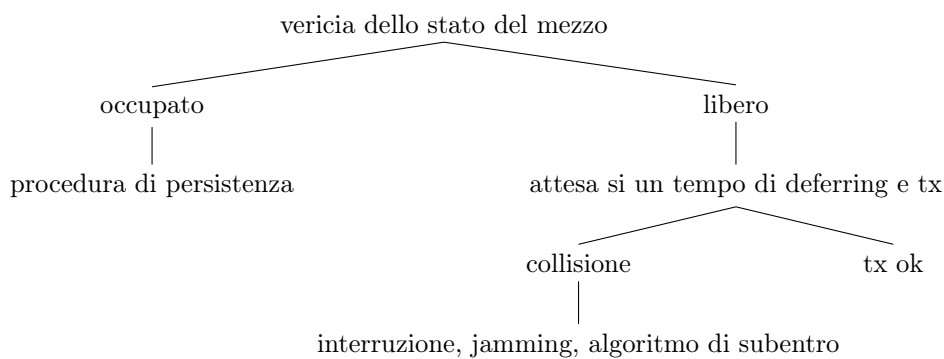 vericia dello stato del mezzo
occupato
libero
procedura di persistenza
attesa si un tempo di deferring e tx
collisione
tx ok
interruzione, jamming, algoritmo di subentro